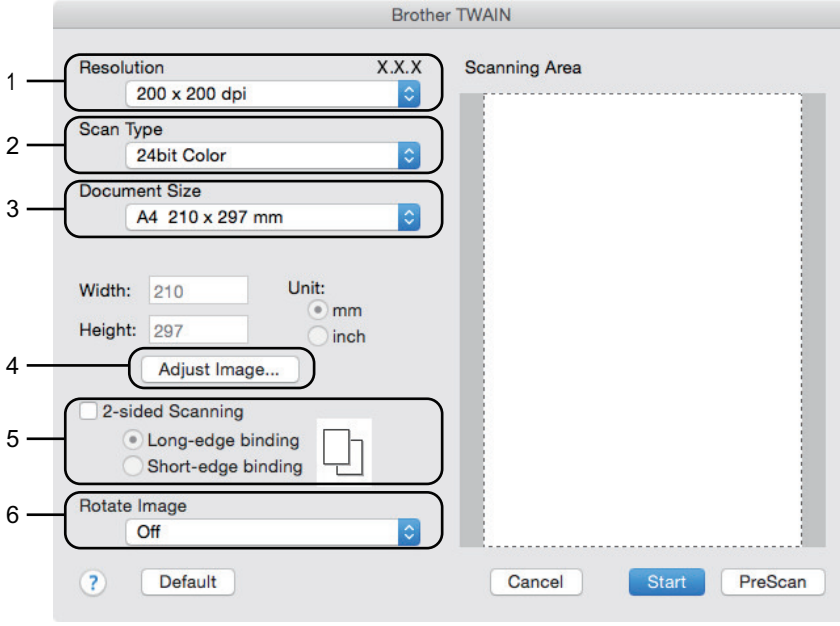 Brother TWAIN
1
Resolution X.X.X
200 x 200 dpi
2
Scan Type
24bit Color
3
Document Size
A4 210 x 297 mm
Width: 210
Height: 297
Unit:
mm
inch
4
Adjust Image...
5
2-sided Scanning
Long-edge binding
Short-edge binding
6
Rotate Image
Off
Scanning Area
?
Default
Cancel
Start
PreScan